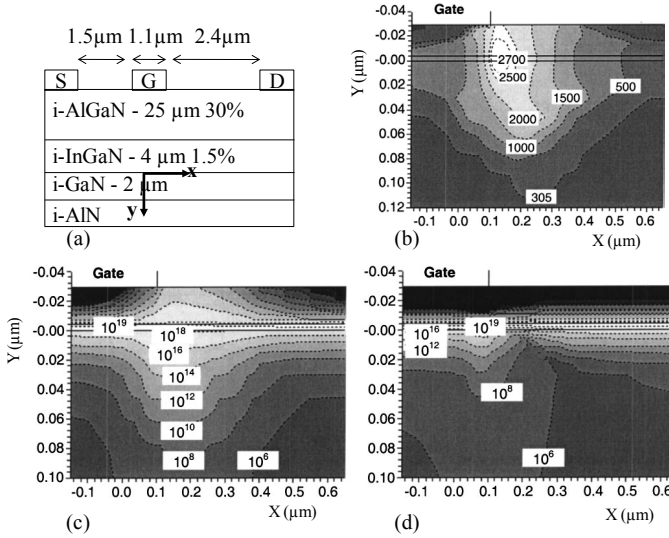 1.5µm 1.1µm 2.4µm
S G D
i-AlGaN - 25 µm 30%
i-InGaN - 4 µm 1.5%
x
i-GaN - 2 µm
y
i-AlN
(a)
Gate
Y (µm)
-0.00
0.02
0.04
0.06
0.08
0.10
0.12
2700
2500
1500
500
2000
1000
305
-0.1 0.0 0.1 0.2 0.3 0.4 0.5 0.6
X (µm)
(b)
Gate
Y (µm)
-0.04
-0.02
-0.00
0.02
0.04
0.06
0.08
0.10
10^19
10^18
10^16
10^14
10^12
10^10
10^8
10^6
-0.1 0.0 0.1 0.2 0.3 0.4 0.5 0.6
X (µm)
(c)
Gate
Y (µm)
-0.04
-0.02
-0.00
0.02
0.04
0.06
0.08
0.10
10^16
10^19
10^12
10^8
10^6
-0.1 0.0 0.1 0.2 0.3 0.4 0.5 0.6
X (µm)
(d)